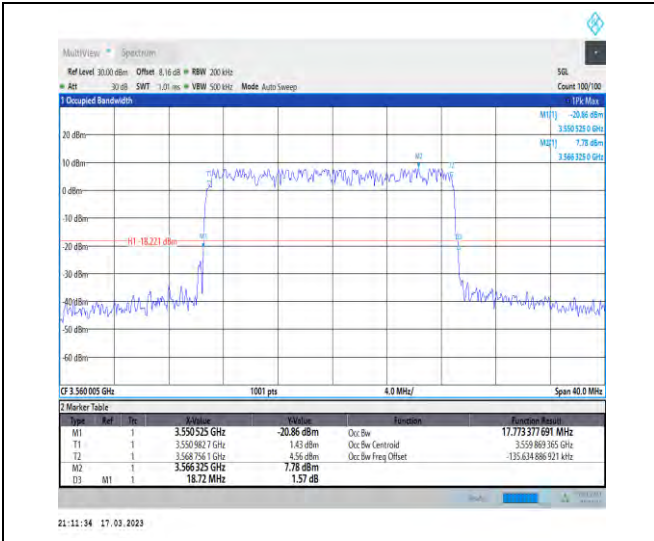 MultiView Spectrum
Ref Level 30.00 dBm Offset 8.16 dB RBW 200 kHz SGL
Att 30 dB SWT 1.01 ms VBW 500 kHz Mode Auto Sweep Count 100/100
1 Occupied Bandwidth 1Pk Max
M1[1] -20.86 dBm
3.550 525 0 GHz
M2[1] 7.78 dBm
3.566 325 0 GHz
20 dBm
10 dBm
M2
T2
0 dBm
-10 dBm
M1
H1 -18.221 dBm
D3
-20 dBm
-30 dBm
-40 dBm
-50 dBm
-60 dBm
CF 3.560 005 GHz 1001 pts 4.0 MHz/ Span 40.0 MHz
2 Marker Table
Type Ref Trc X-Value Y-Value Function Function Result
M1 1 3.550 525 GHz -20.86 dBm Occ Bw 17.773 377 691 MHz
T1 1 3.550 982 7 GHz 1.43 dBm Occ Bw Centroid 3.559 869 365 GHz
T2 1 3.568 756 1 GHz 4.56 dBm Occ Bw Freq Offset -135.634 886 921 kHz
M2 1 3.566 325 GHz 7.78 dBm
D3 M1 1 18.72 MHz 1.57 dB
Ready
21:11:34 17.03.2023